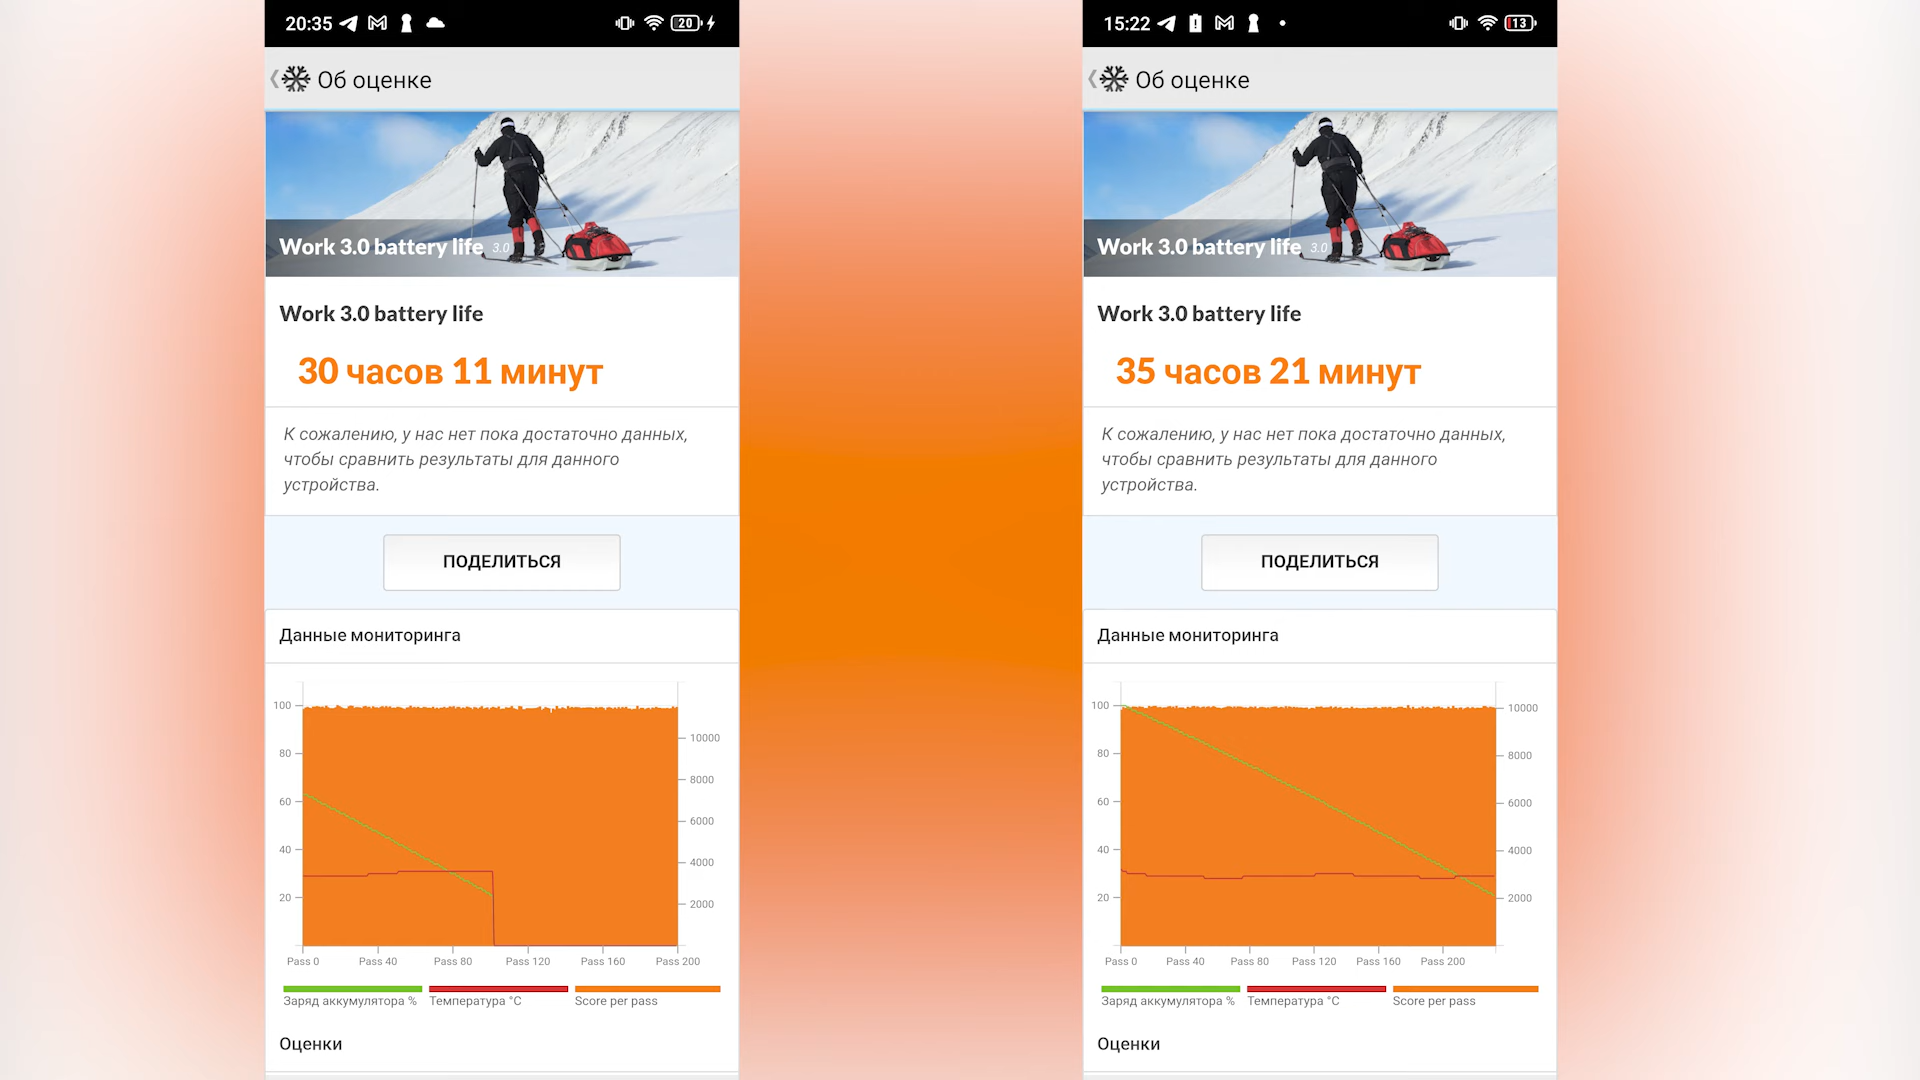 20:35
20
Об оценке
Work 3.0 battery life 3.0
Work 3.0 battery life
30 часов 11 минут
К сожалению, у нас нет пока достаточно данных,
чтобы сравнить результаты для данного
устройства.
ПОДЕЛИТЬСЯ
Данные мониторинга
100
80
60
40
20
10000
8000
6000
4000
2000
Pass 0 Pass 40 Pass 80 Pass 120 Pass 160 Pass 200
Заряд аккумулятора % Температура °C Score per pass
Оценки
15:22
13
Об оценке
Work 3.0 battery life 3.0
Work 3.0 battery life
35 часов 21 минут
К сожалению, у нас нет пока достаточно данных,
чтобы сравнить результаты для данного
устройства.
ПОДЕЛИТЬСЯ
Данные мониторинга
100
80
60
40
20
10000
8000
6000
4000
2000
Pass 0 Pass 40 Pass 80 Pass 120 Pass 160 Pass 200
Заряд аккумулятора % Температура °C Score per pass
Оценки